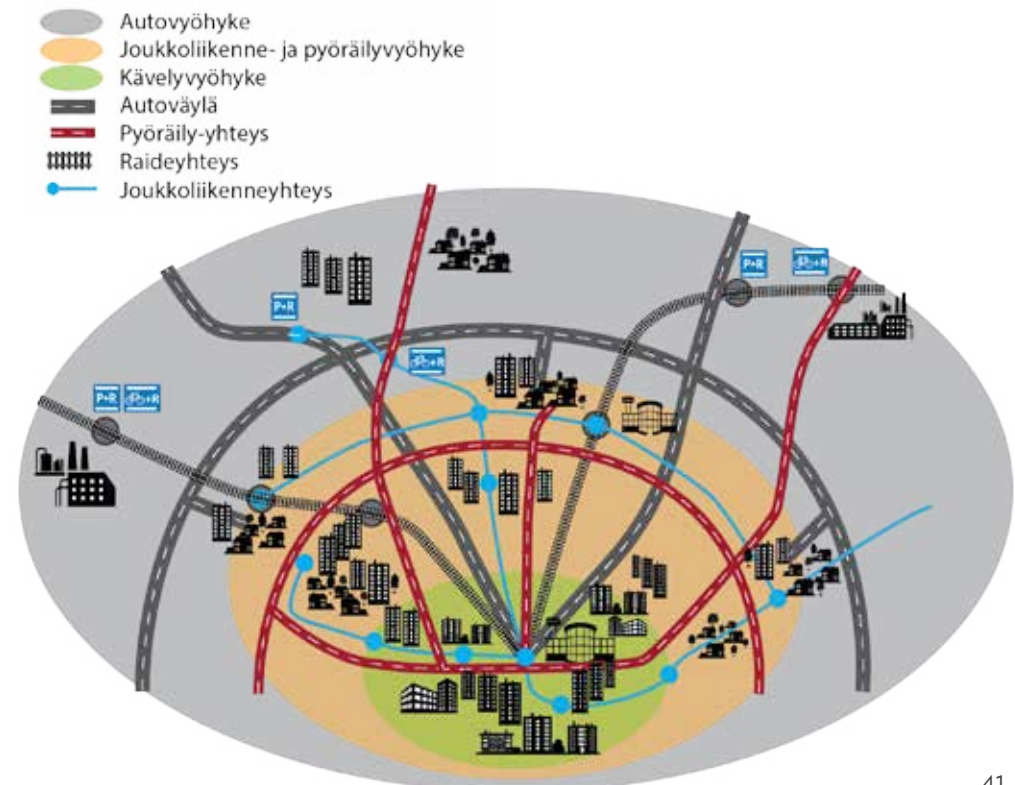 Autovyöhyke
Joukkoliikenne- ja pyöräilyvyöhyke
Kävelyvyöhyke
Autoväylä
Pyöräily-yhteys
Raideyhteys
Joukkoliikenneyhteys
P+R
+R
P+R
+R
P+R
+R
41